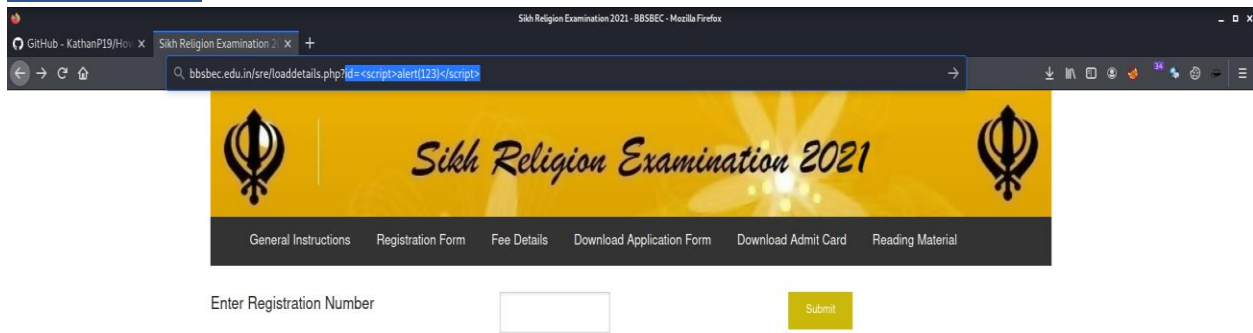 Sikh Religion Examination 2021 - BBSBEC - Mozilla Firefox
GitHub - KathanP19/How X Sikh Religion Examination 2 X +
bbsbec.edu.in/sre/loaddetails.php?id=<script>alert(123)</script>
34
Sikh Religion Examination 2021
General Instructions Registration Form Fee Details Download Application Form Download Admit Card Reading Material
Enter Registration Number Submit